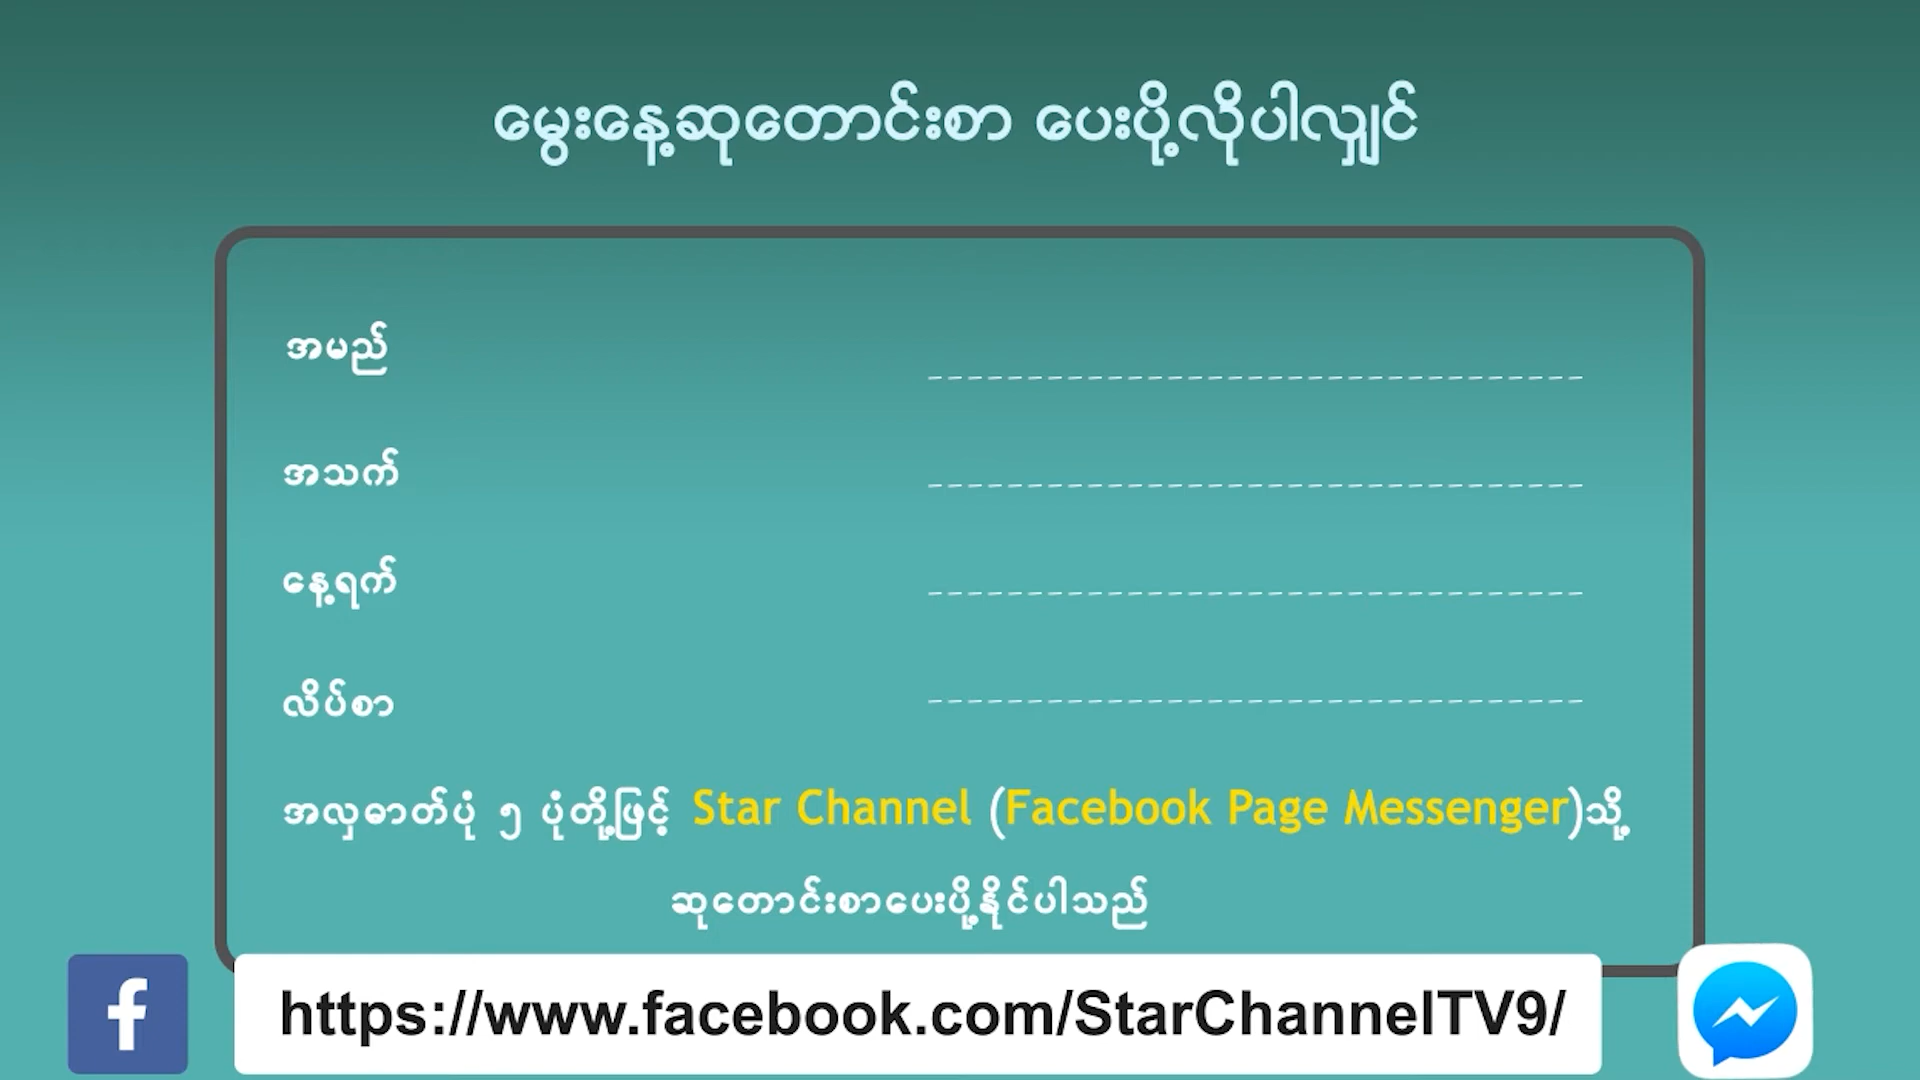 မွေးနေ့ဆုတောင်းစာ ပေးပို့လိုပါလျှင်
အမည်
အသက်
နေ့ရက်
လိပ်စာ
အလှဓာတ်ပုံ ၅ ပုံတို့ဖြင့် Star Channel (Facebook Page Messenger)သို့
ဆုတောင်းစာပေးပို့နိုင်ပါသည်
https://www.facebook.com/StarChannelTV9/